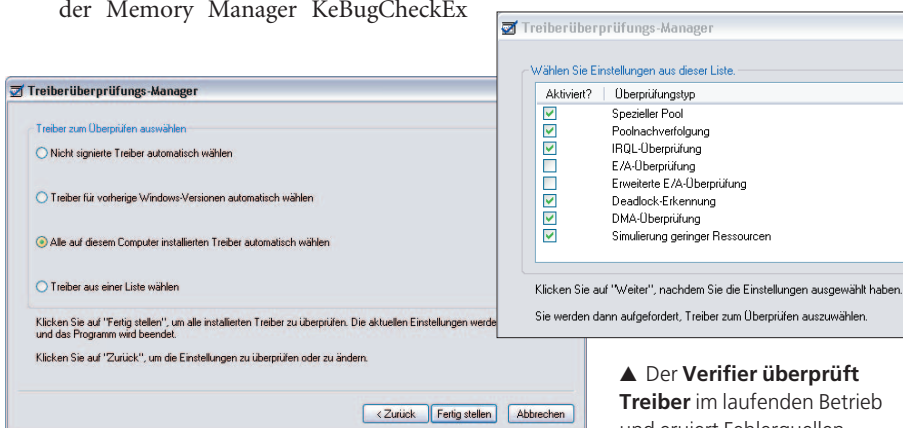 der Memory Manager KeBugCheckEx
Treiberüberprüfungs-Manager
Wählen Sie Einstellungen aus dieser Liste.
Aktiviert? Überprüfungstyp
Spezieller Pool
Poolnachverfolgung
IRQL-Überprüfung
E/A-Überprüfung
Erweiterte E/A-Überprüfung
Deadlock-Erkennung
DMA-Überprüfung
Simulierung geringer Ressourcen
Klicken Sie auf "Weiter", nachdem Sie die Einstellungen ausgewählt haben.
Sie werden dann aufgefordert, Treiber zum Überprüfen auszuwählen.
Treiberüberprüfungs-Manager
Treiber zum Überprüfen auswählen
Nicht signierte Treiber automatisch wählen
Treiber für vorherige Windows-Versionen automatisch wählen
Alle auf diesem Computer installierten Treiber automatisch wählen
Treiber aus einer Liste wählen
Klicken Sie auf "Fertig stellen", um alle installierten Treiber zu überprüfen. Die aktuellen Einstellungen werde
und das Programm wird beendet.
Klicken Sie auf "Zurück", um die Einstellungen zu überprüfen oder zu ändern.
< Zurück Fertig stellen Abbrechen
▲ Der Verifier überprüft
Treiber im laufenden Betrieb
und eruiert Fehlerquellen